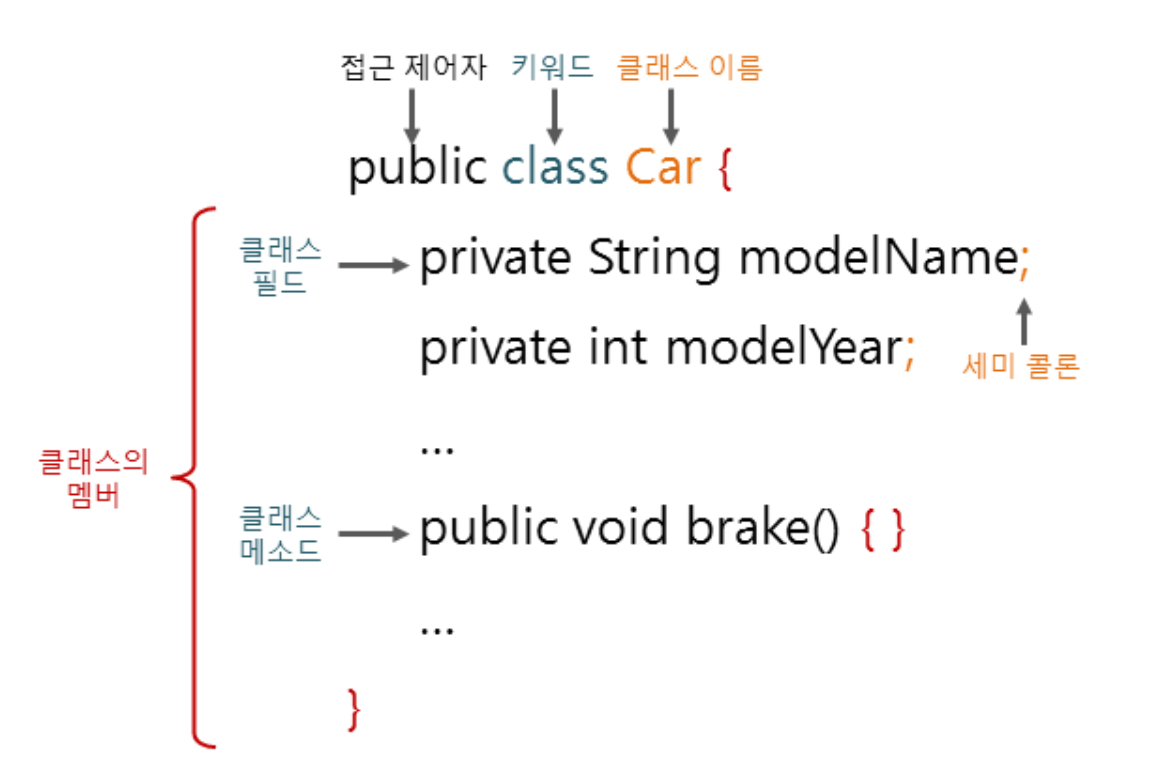 접근 제어자 키워드 클래스 이름
public class Car {
클래스
필드
private String modelName;
private int modelYear;
세미 콜론
...
클래스의
멤버
클래스
메소드
public void brake() { }
...
}